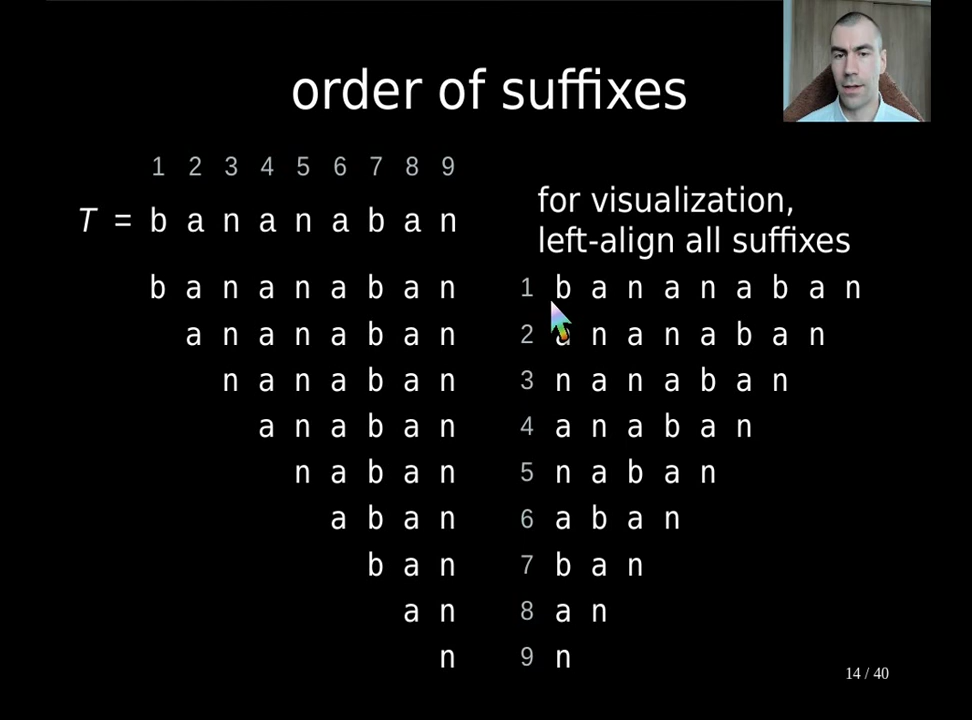 order of suffixes
1 2 3 4 5 6 7 8 9
T = b a n a n a b a n
b a n a n a b a n
a n a n a b a n
n a n a b a n
a n a b a n
n a b a n
a b a n
b a n
a n
n
for visualization,
left-align all suffixes
1 b a n a n a b a n
2 a n a n a b a n
3 n a n a b a n
4 a n a b a n
5 n a b a n
6 a b a n
7 b a n
8 a n
9 n
14 / 40